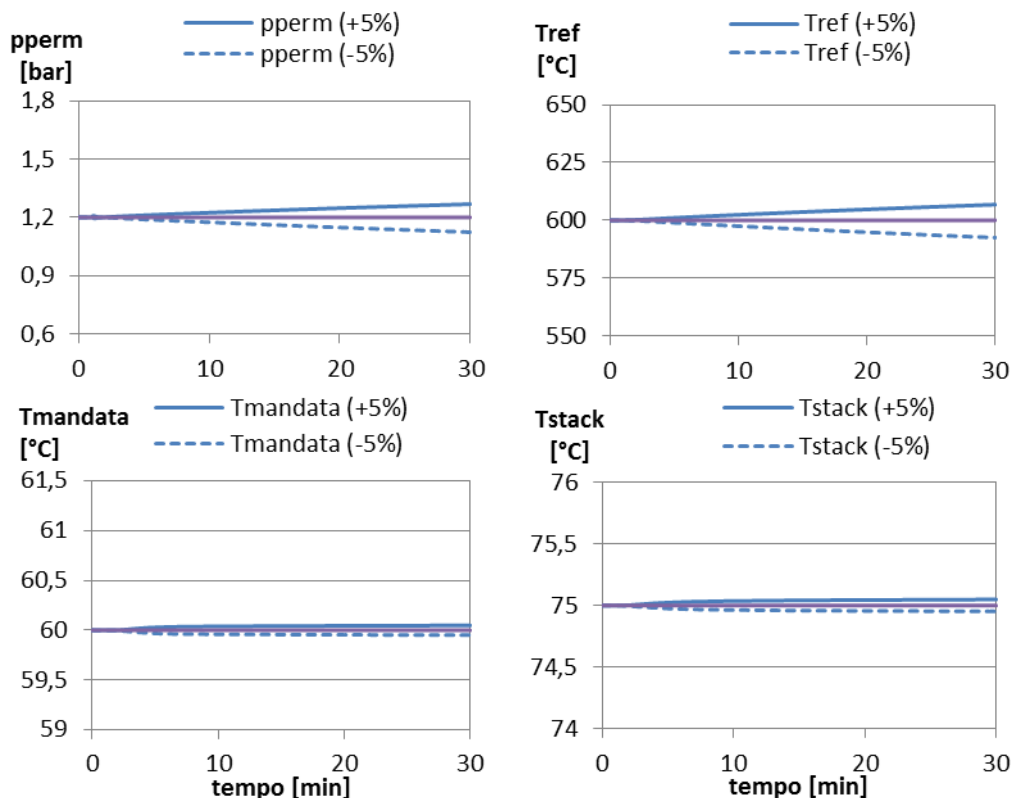 pperm
[bar]
pperm (+5%)
pperm (-5%)
1,8
1,5
1,2
0,9
0,6
0
10
20
30
Tref
[°C]
Tref (+5%)
Tref (-5%)
650
625
600
575
550
0
10
20
30
Tmandata
[°C]
Tmandata (+5%)
Tmandata (-5%)
61,5
61
60,5
60
59,5
59
0
10
20
30
tempo [min]
Tstack
[°C]
Tstack (+5%)
Tstack (-5%)
76
75,5
75
74,5
74
0
10
20
30
tempo [min]